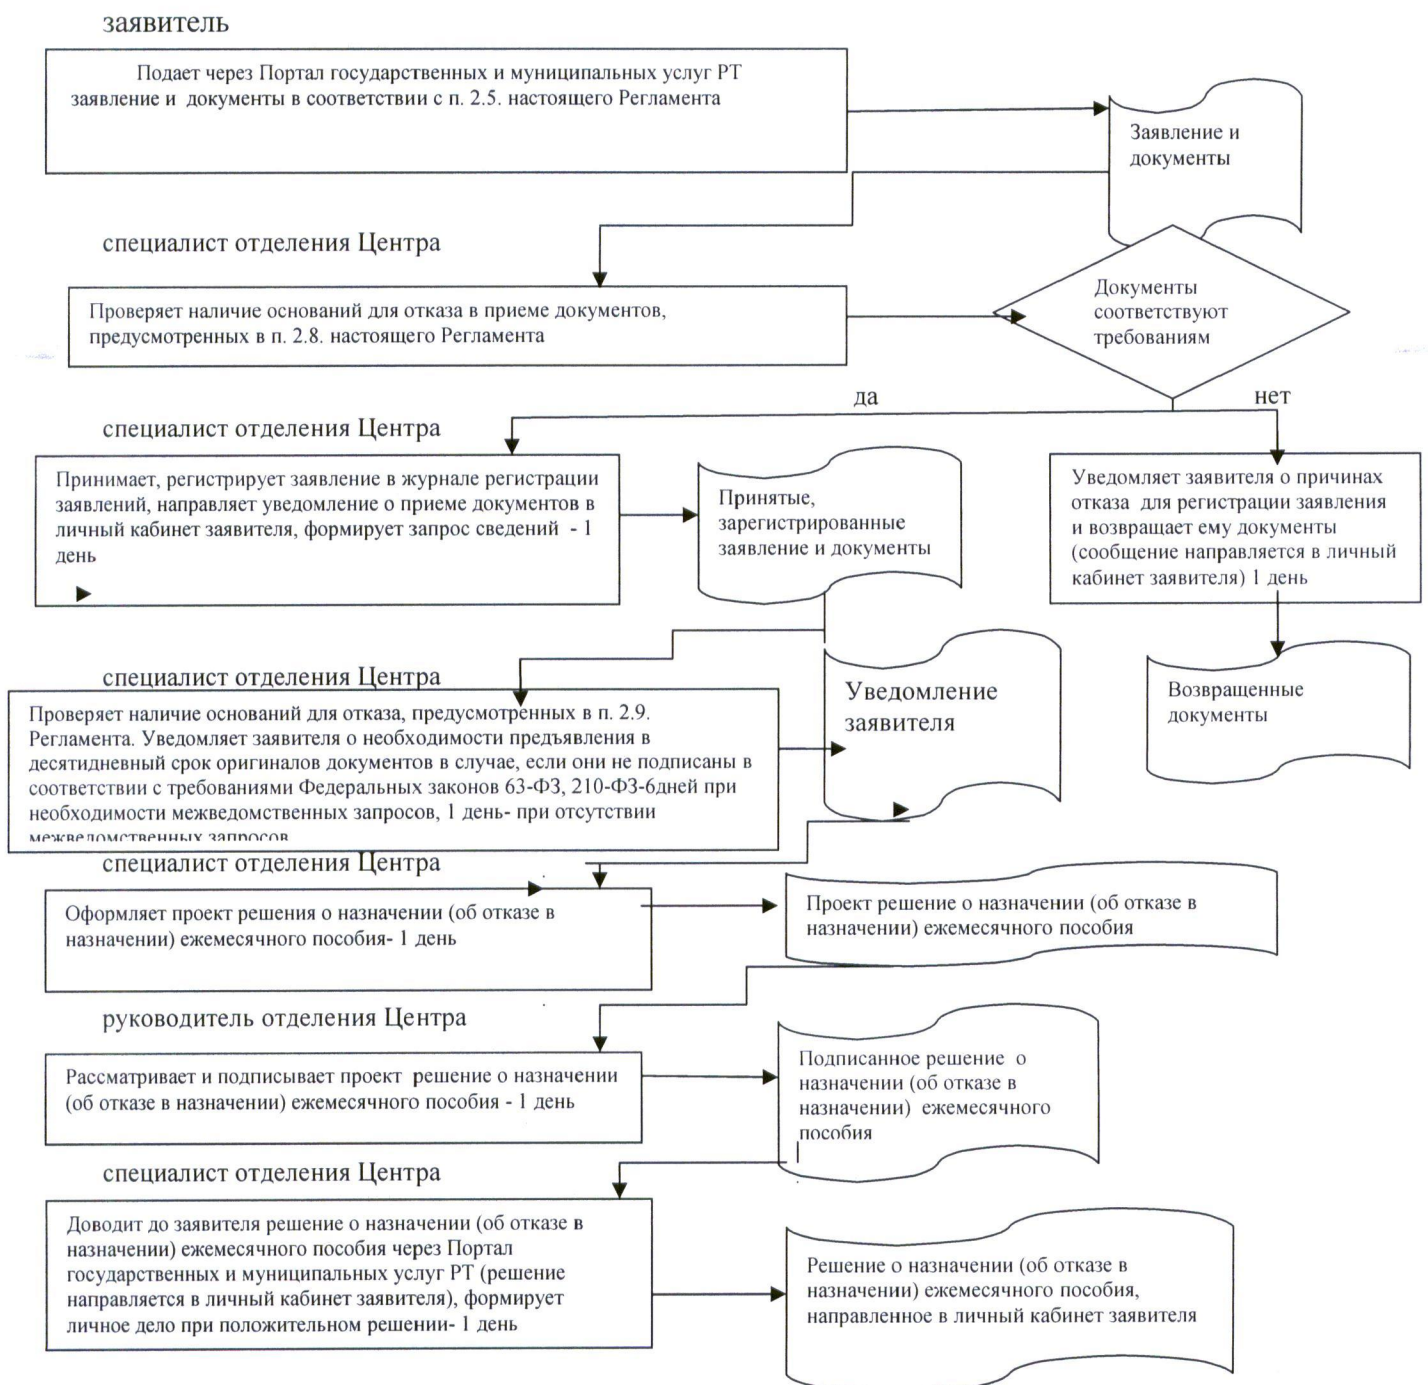 заявитель
Подает через Портал государственных и муниципальных услуг РТ
заявление и документы в соответствии с п. 2.5. настоящего Регламента
Заявление и
документы
специалист отделения Центра
Проверяет наличие оснований для отказа в приеме документов,
предусмотренных в п. 2.8. настоящего Регламента
Документы
соответствуют
требованиям
да
нет
специалист отделения Центра
Принимает, регистрирует заявление в журнале регистрации
заявлений, направляет уведомление о приеме документов в
личный кабинет заявителя, формирует запрос сведений - 1
день
Принятые,
зарегистрированные
заявление и документы
Уведомляет заявителя о причинах
отказа для регистрации заявления
и возвращает ему документы
(сообщение направляется в личный
кабинет заявителя) 1 день
специалист отделения Центра
Проверяет наличие оснований для отказа, предусмотренных в п. 2.9.
Регламента. Уведомляет заявителя о необходимости предъявления в
десятидневный срок оригиналов документов в случае, если они не подписаны в
соответствии с требованиями Федеральных законов 63-ФЗ, 210-ФЗ-6дней при
необходимости межведомственных запросов, 1 день- при отсутствии
межведомственных запросов
Уведомление
заявителя
Возвращенные
документы
специалист отделения Центра
Оформляет проект решения о назначении (об отказе в
назначении) ежемесячного пособия- 1 день
Проект решение о назначении (об отказе в
назначении) ежемесячного пособия
руководитель отделения Центра
Рассматривает и подписывает проект решение о назначении
(об отказе в назначении) ежемесячного пособия - 1 день
Подписанное решение о
назначении (об отказе в
назначении) ежемесячного
пособия
специалист отделения Центра
Доводит до заявителя решение о назначении (об отказе в
назначении) ежемесячного пособия через Портал
государственных и муниципальных услуг РТ (решение
направляется в личный кабинет заявителя), формирует
личное дело при положительном решении- 1 день
Решение о назначении (об отказе в
назначении) ежемесячного пособия,
направленное в личный кабинет заявителя